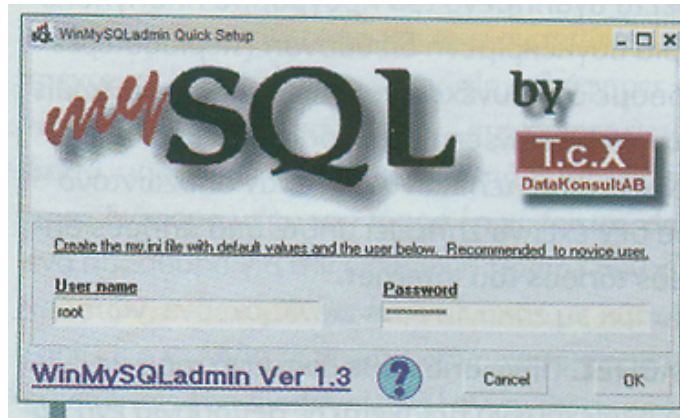 WinMySQLadmin Quick Setup
mySQL by
T.c.X
DataKonsultAB
Create the my.ini file with default values and the user below. Recommended to novice user.
User name
Password
root
WinMySQLadmin Ver 1.3
?
Cancel
OK